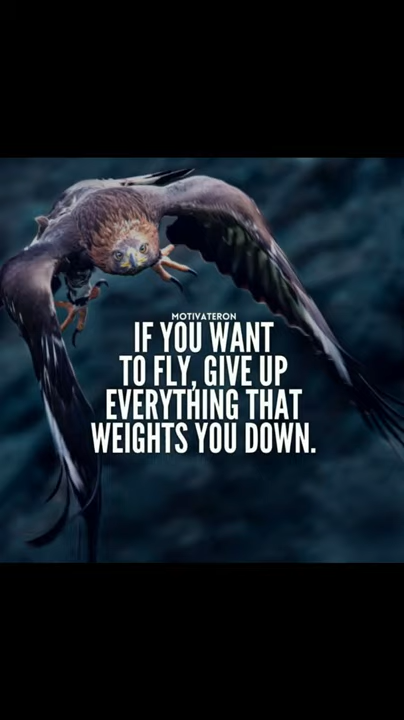 MOTIVATERON
IF YOU WANT
TO FLY, GIVE UP
EVERYTHING THAT
WEIGHTS YOU DOWN.